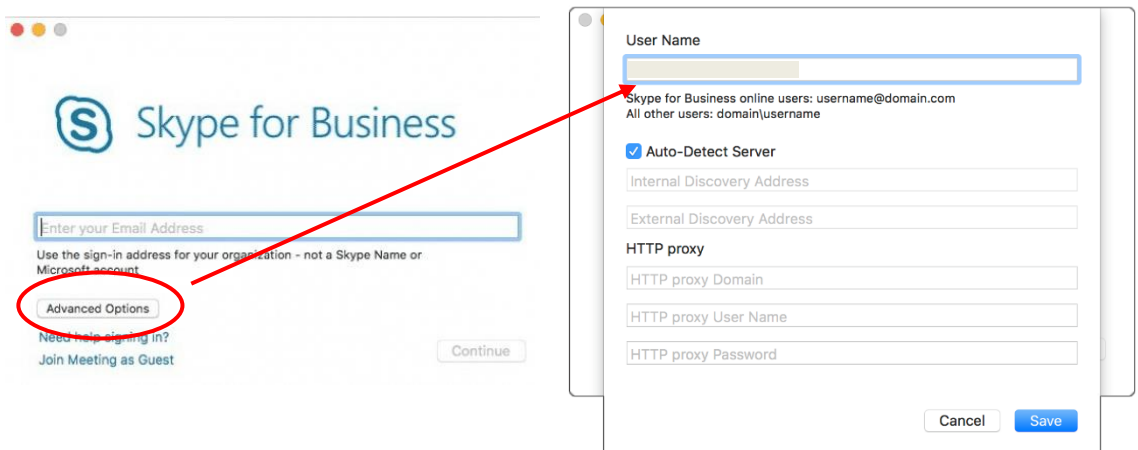 S Skype for Business
Enter your Email Address
Use the sign-in address for your organization - not a Skype Name or
Microsoft account
Advanced Options
Need help signing in?
Join Meeting as Guest
Continue
User Name
Skype for Business online users: username@domain.com
All other users: domain\username
Auto-Detect Server
Internal Discovery Address
External Discovery Address
HTTP proxy
HTTP proxy Domain
HTTP proxy User Name
HTTP proxy Password
Cancel
Save